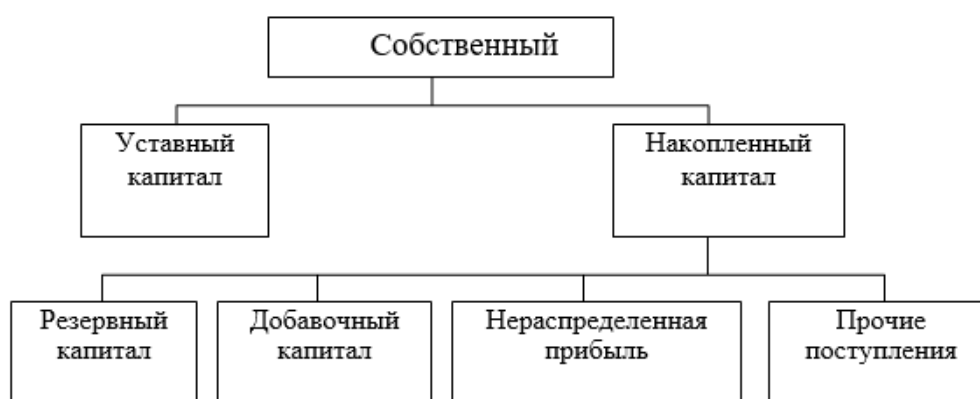 Собственный
Уставный
капитал
Накопленный
капитал
Резервный
капитал
Добавочный
капитал
Нераспределенная
прибыль
Прочие
поступления